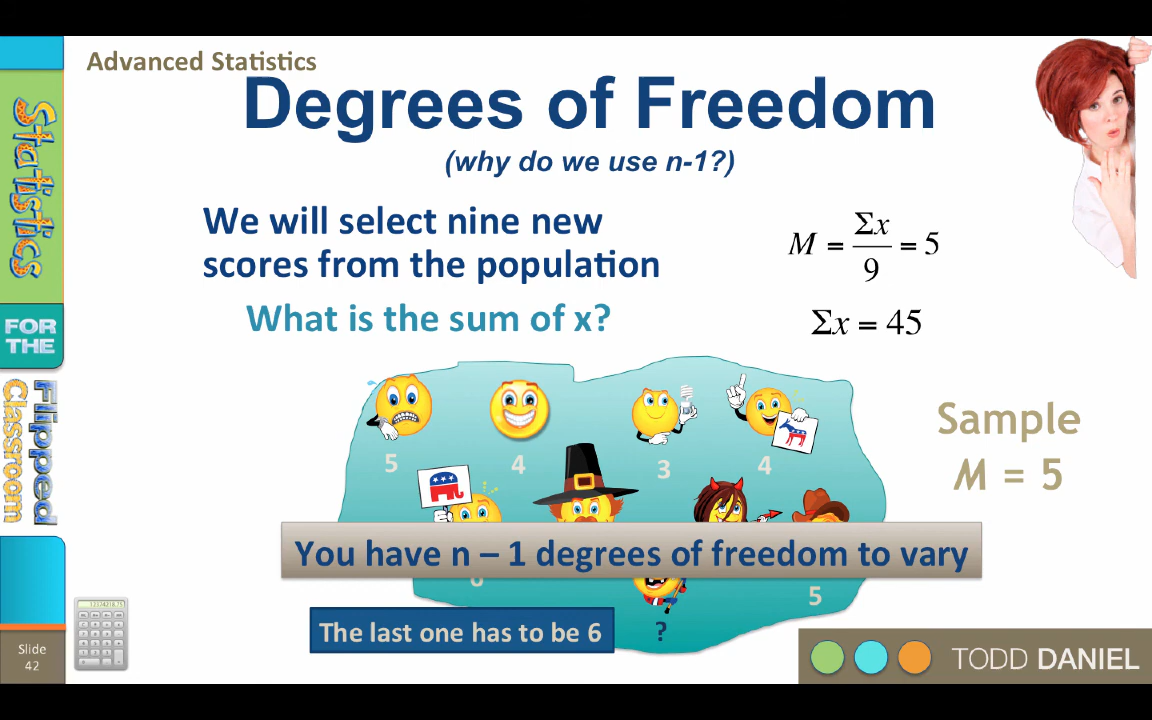 Advanced Statistics
Degrees of Freedom
(why do we use n-1?)
We will select nine new
scores from the population
What is the sum of x?
M = Σx / 9 = 5
Σx = 45
5
4
3
4
Sample
M = 5
You have n – 1 degrees of freedom to vary
5
The last one has to be 6
?
Statistics
FOR THE
Flipped
Classroom
Slide
42
TODD DANIEL